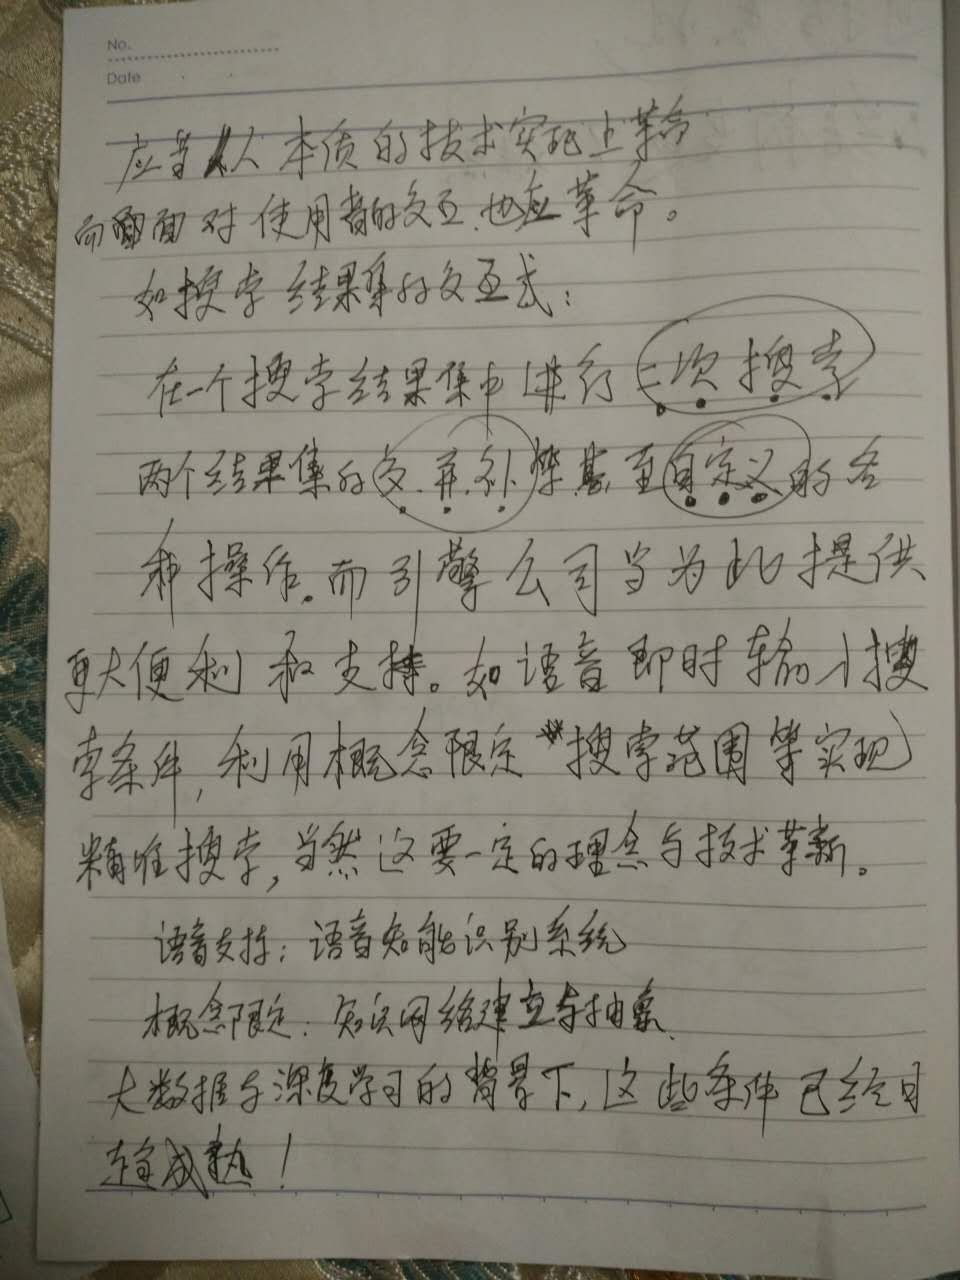 No.
Date
应当从本质的技术实现上革命
而面对使用者的交互.也应革命。
如搜索结果集的交互式：
在一个搜索结果集中进行二次搜索
两个结果集的交.并.补 甚至自定义的各
种操作。而引擎公司当为此提供
更大便利和支持。如语音即时输入搜
索条件，利用概念限定搜索范围等实现
精准搜索，当然这要一定的理念与技术革新。
语音支持：语音知能识别系统
概念限定：知识网络建立与抽象
大数据与深度学习的背景下，这些条件已经日
趋成熟！